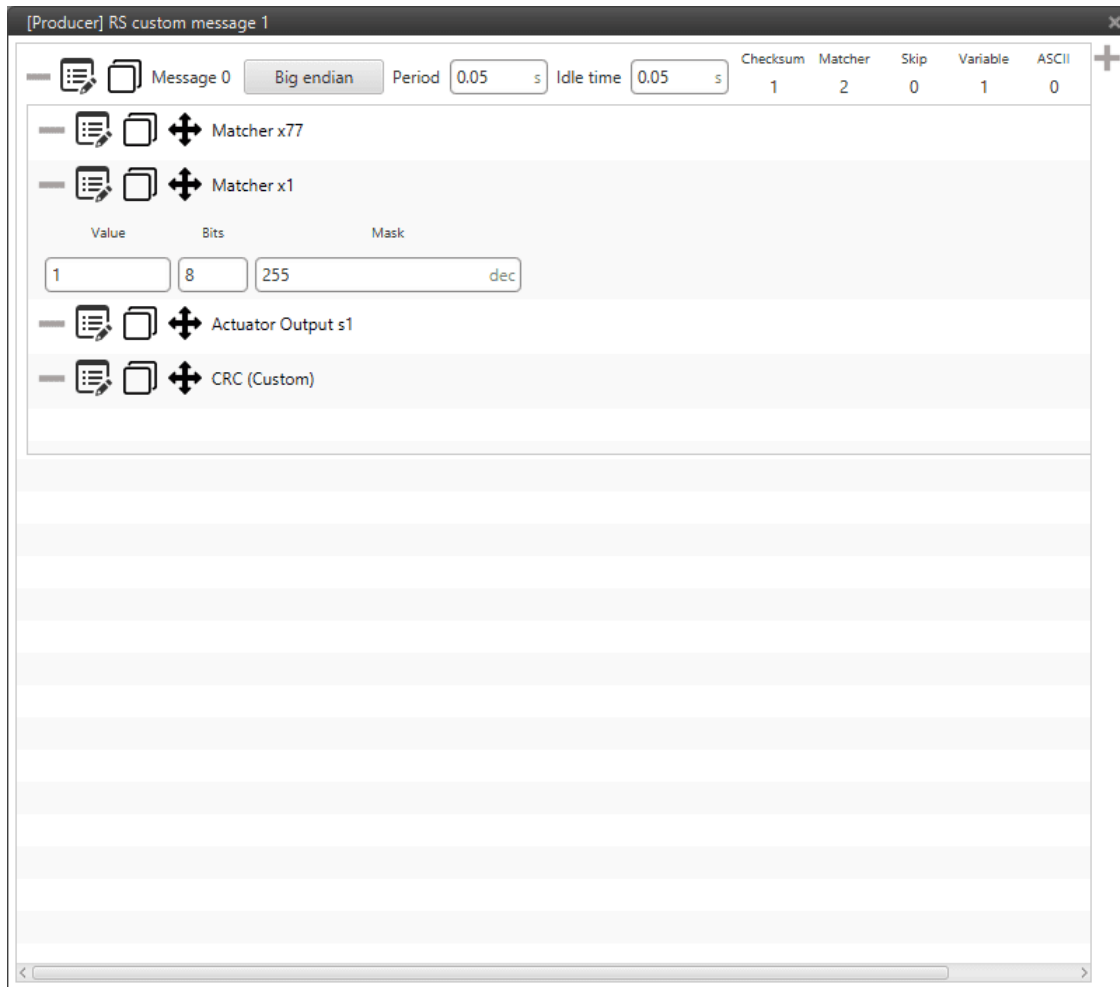 [Producer] RS custom message 1
Checksum Matcher Skip Variable ASCII
Message 0 Big endian Period 0.05 s Idle time 0.05 s
1 2 0 1 0
Matcher x77
Matcher x1
Value Bits Mask
1 8 255 dec
Actuator Output s1
CRC (Custom)